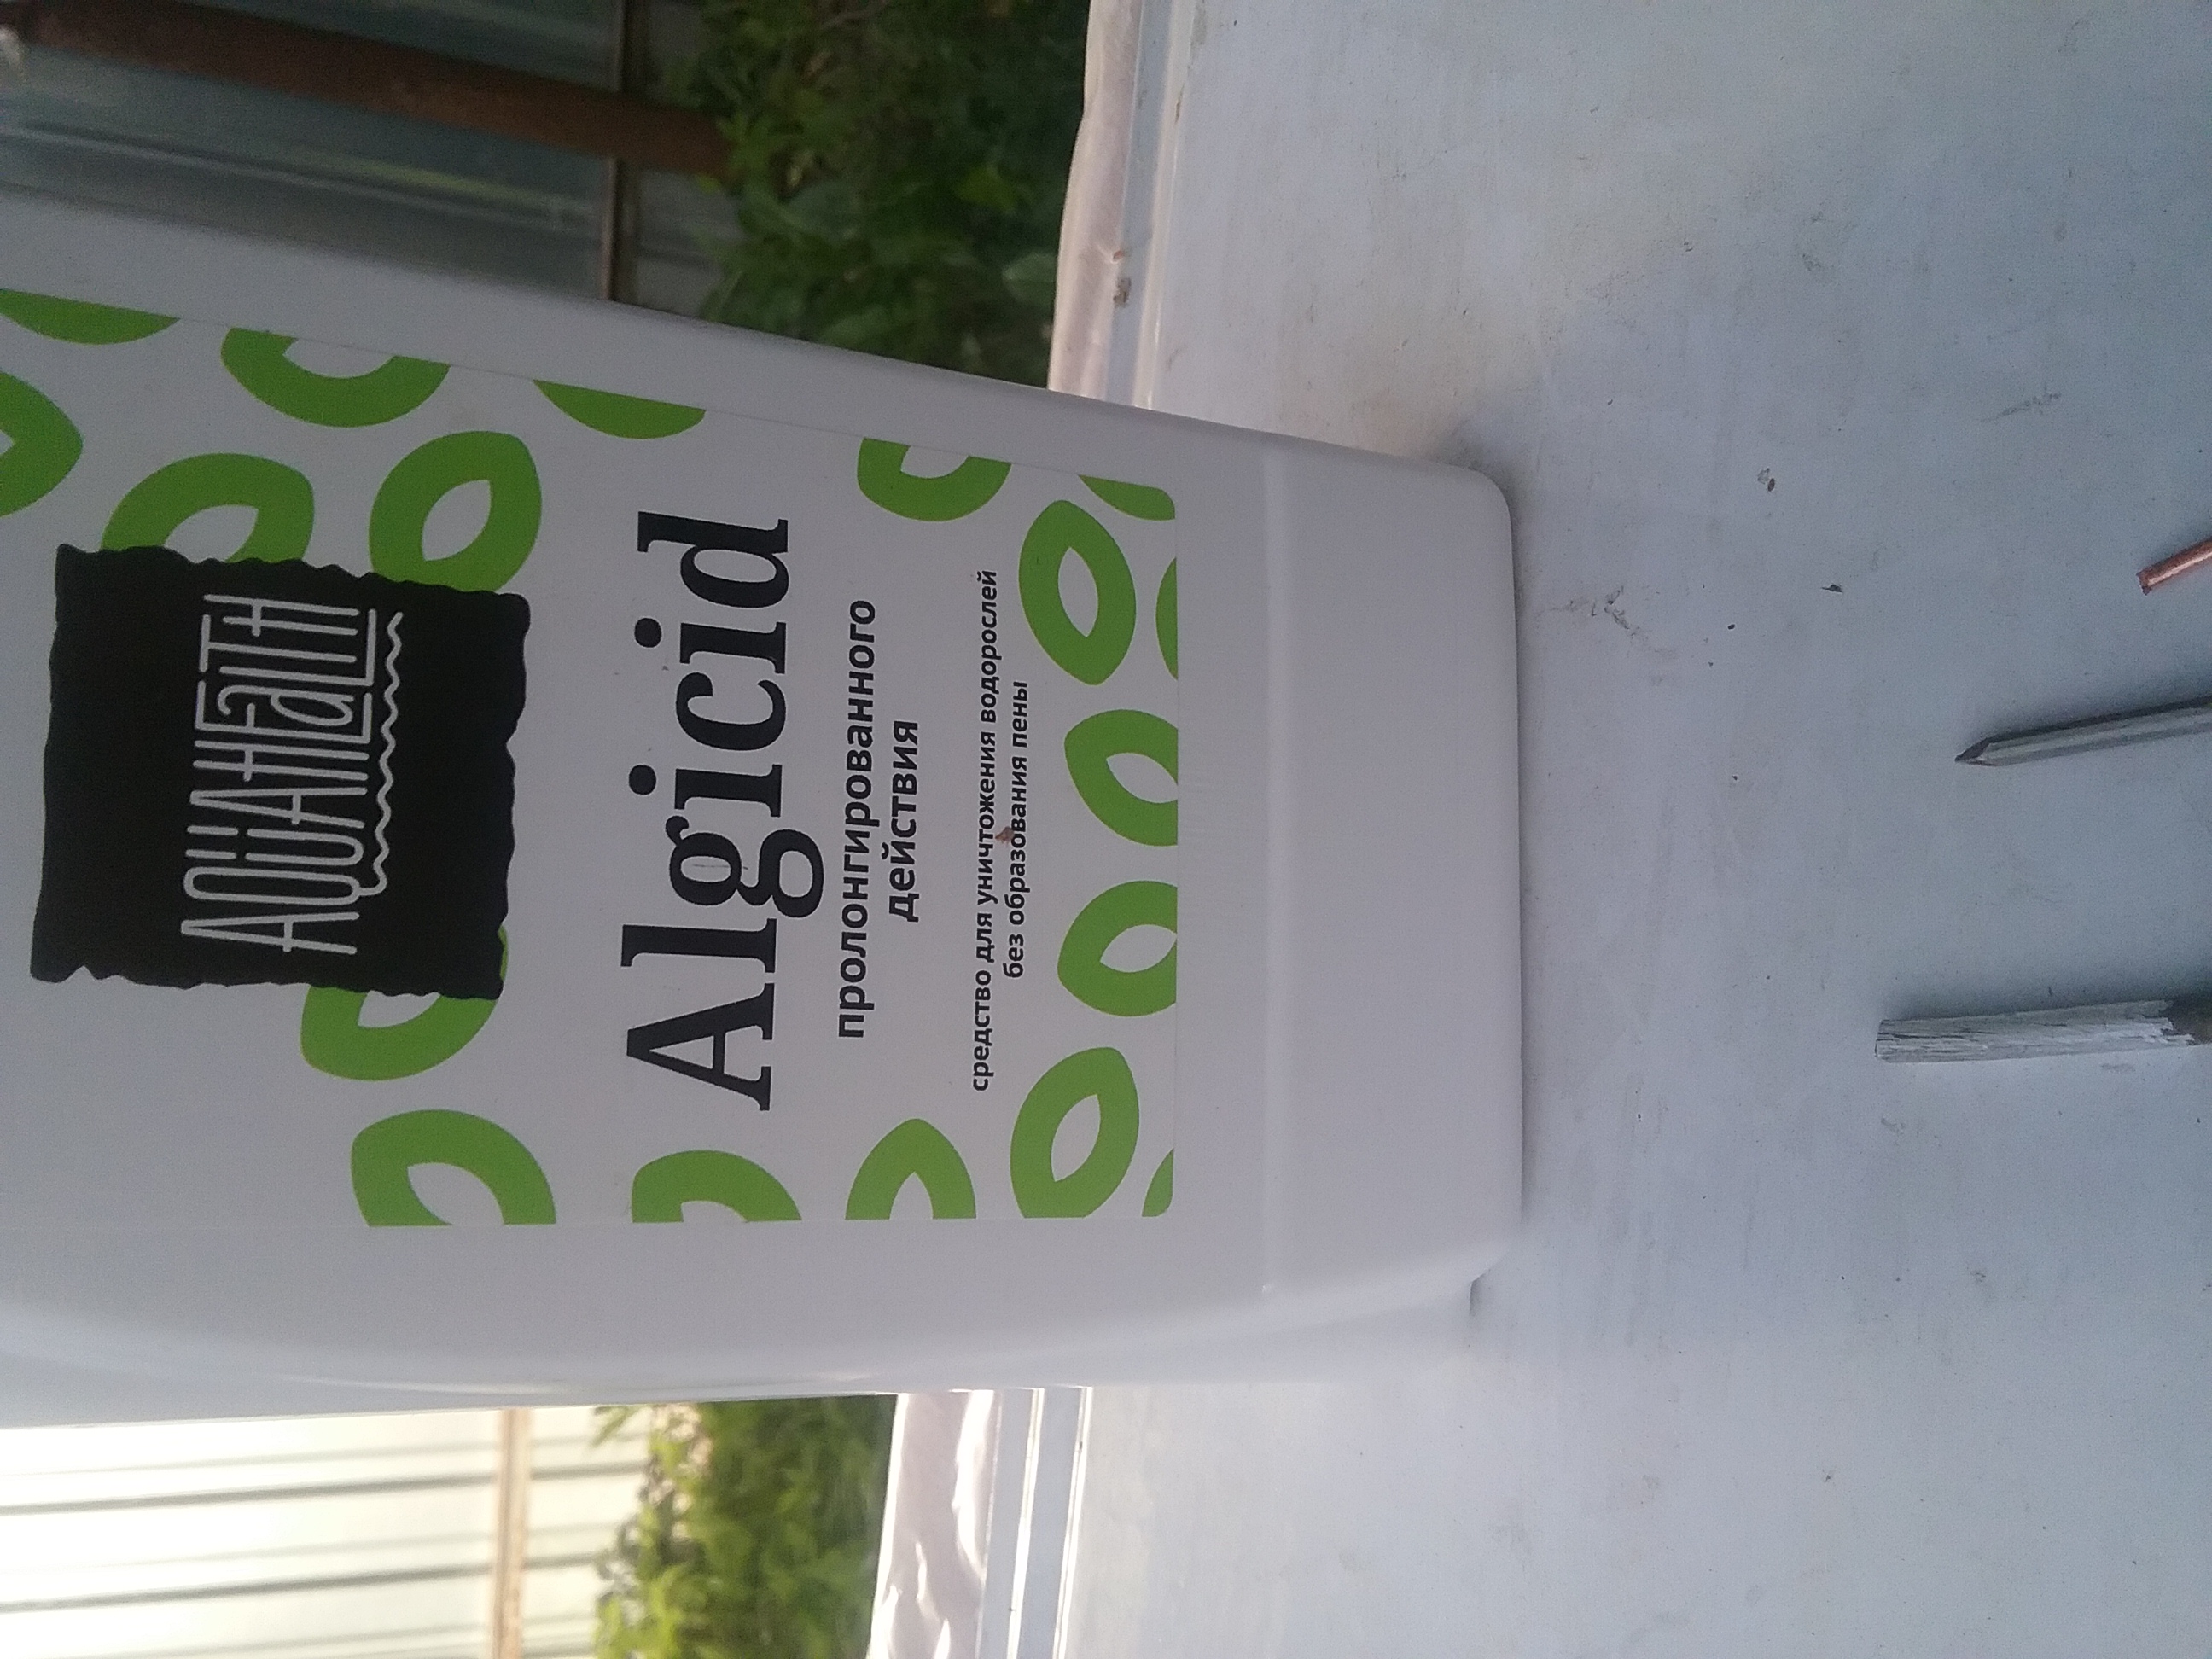 AQUAHEALTH
Algicid
пролонгированного
действия
средство для уничтожения водорослей
без образования пены